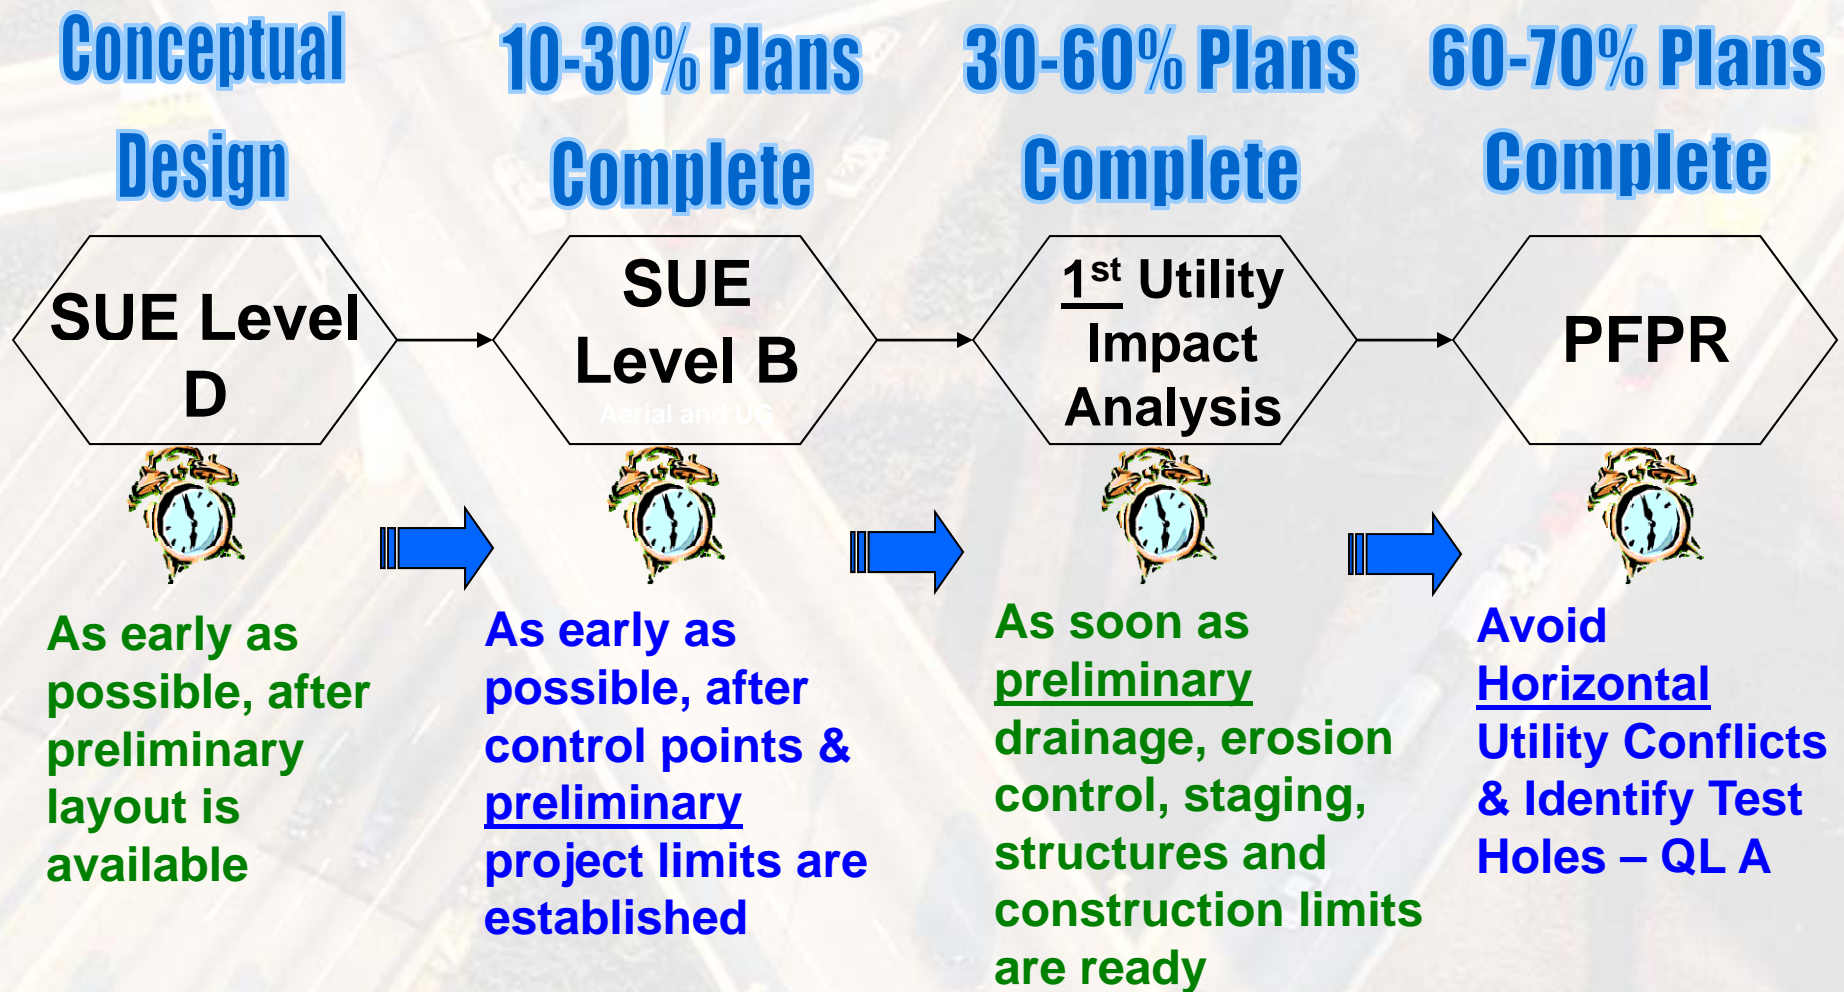 Conceptual
Design
SUE Level
D
As early as
possible, after
preliminary
layout is
available
10-30% Plans
Complete
SUE
Level B
Aerial and UG
As early as
possible, after
control points &
preliminary
project limits are
established
30-60% Plans
Complete
1st Utility
Impact
Analysis
As soon as
preliminary
drainage, erosion
control, staging,
structures and
construction limits
are ready
60-70% Plans
Complete
PFPR
Avoid
Horizontal
Utility Conflicts
& Identify Test
Holes – QL A